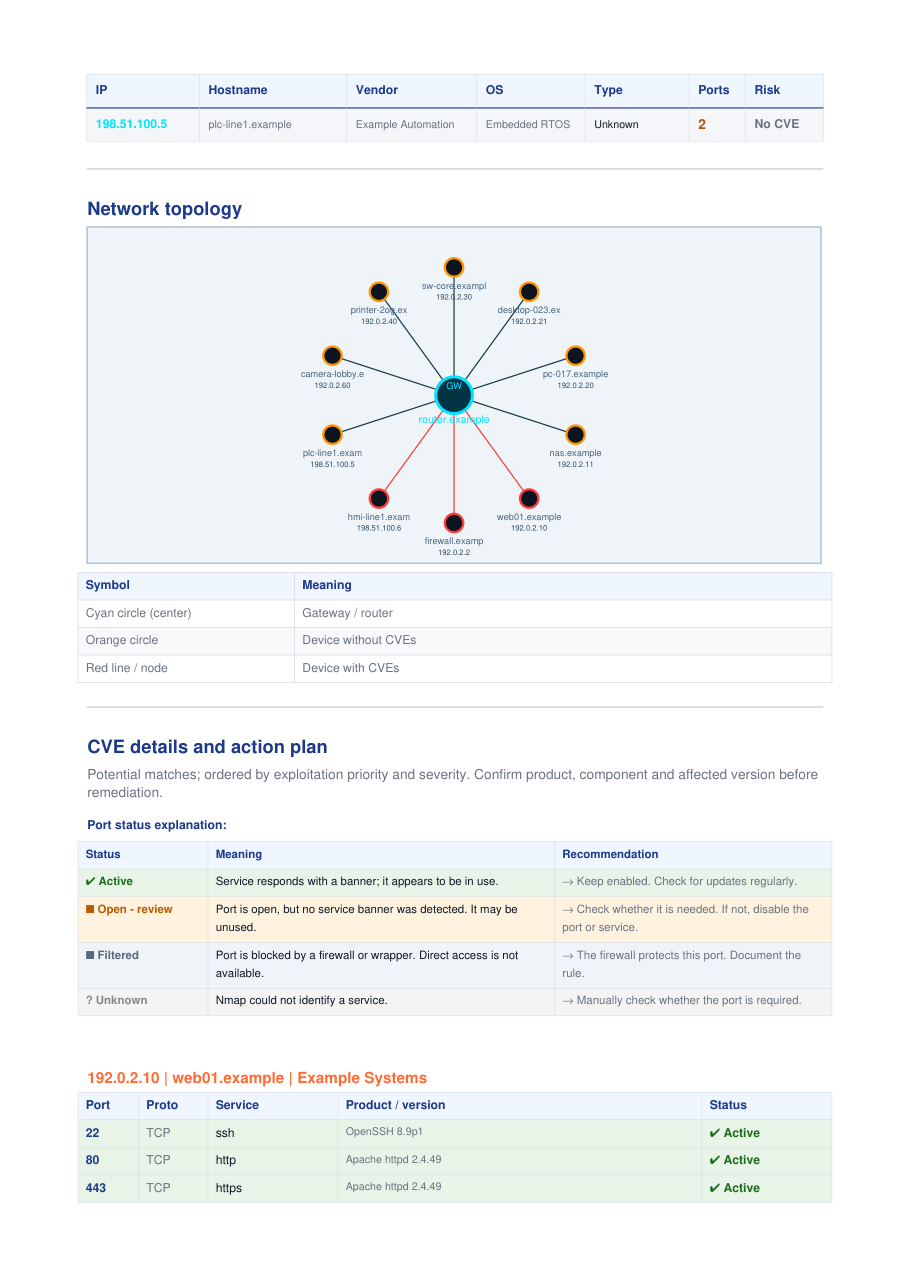 IP Hostname Vendor OS Type Ports Risk
198.51.100.5 plc-line1.example Example Automation Embedded RTOS Unknown 2 No CVE
Network topology
sw-core.exampl
192.0.2.30
printer-2og.ex
192.0.2.40
desktop-023.ex
192.0.2.21
camera-lobby.e
192.0.2.60
pc-017.example
192.0.2.20
GW
router.example
plc-line1.exam
198.51.100.5
nas.example
192.0.2.11
hmi-line1.exam
198.51.100.6
web01.example
192.0.2.10
firewall.examp
192.0.2.2
Symbol Meaning
Cyan circle (center) Gateway / router
Orange circle Device without CVEs
Red line / node Device with CVEs
CVE details and action plan
Potential matches; ordered by exploitation priority and severity. Confirm product, component and affected version before
remediation.
Port status explanation:
Status Meaning Recommendation
✔ Active Service responds with a banner; it appears to be in use. → Keep enabled. Check for updates regularly.
■ Open - review Port is open, but no service banner was detected. It may be → Check whether it is needed. If not, disable the
unused. port or service.
■ Filtered Port is blocked by a firewall or wrapper. Direct access is not → The firewall protects this port. Document the
available. rule.
? Unknown Nmap could not identify a service. → Manually check whether the port is required.
192.0.2.10 | web01.example | Example Systems
Port Proto Service Product / version Status
22 TCP ssh OpenSSH 8.9p1 ✔ Active
80 TCP http Apache httpd 2.4.49 ✔ Active
443 TCP https Apache httpd 2.4.49 ✔ Active